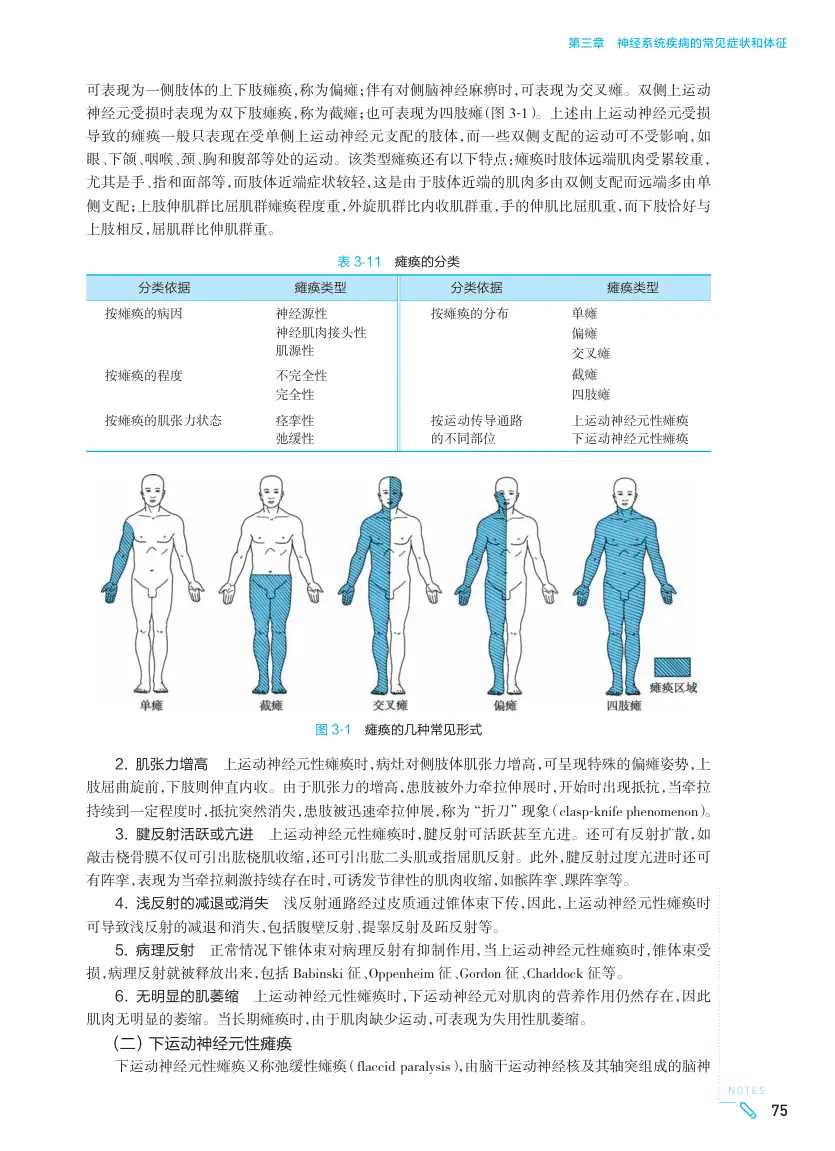 第三章　神经系统疾病的常见症状和体征
可表现为一侧肢体的上下肢瘫痪,称为偏瘫;伴有对侧脑神经麻痹时,可表现为交叉瘫。双侧上运动
神经元受损时表现为双下肢瘫痪,称为截瘫;也可表现为四肢瘫(图 3-1)。上述由上运动神经元受损
导致的瘫痪一般只表现在受单侧上运动神经元支配的肢体,而一些双侧支配的运动可不受影响,如
眼、下颌、咽喉、颈、胸和腹部等处的运动。该类型瘫痪还有以下特点:瘫痪时肢体远端肌肉受累较重,
尤其是手、指和面部等,而肢体近端症状较轻,这是由于肢体近端的肌肉多由双侧支配而远端多由单
侧支配;上肢伸肌群比屈肌群瘫痪程度重,外旋肌群比内收肌群重,手的伸肌比屈肌重,而下肢恰好与
上肢相反,屈肌群比伸肌群重。
表 3-11　瘫痪的分类
分类依据　瘫痪类型　分类依据　瘫痪类型
按瘫痪的病因　神经源性　按瘫痪的分布　单瘫
神经肌肉接头性　偏瘫
肌源性　交叉瘫
按瘫痪的程度　不完全性　截瘫
完全性　四肢瘫
按瘫痪的肌张力状态　痉挛性　按运动传导通路　上运动神经元性瘫痪
弛缓性　的不同部位　下运动神经元性瘫痪
瘫痪区域
单瘫　截瘫　交叉瘫　偏瘫　四肢瘫
图 3-1　瘫痪的几种常见形式
2. 肌张力增高　上运动神经元性瘫痪时,病灶对侧肢体肌张力增高,可呈现特殊的偏瘫姿势,上
肢屈曲旋前,下肢则伸直内收。由于肌张力的增高,患肢被外力牵拉伸展时,开始时出现抵抗,当牵拉
持续到一定程度时,抵抗突然消失,患肢被迅速牵拉伸展,称为“折刀”现象(clasp-knife phenomenon)。
3. 腱反射活跃或亢进　上运动神经元性瘫痪时,腱反射可活跃甚至亢进。还可有反射扩散,如
敲击桡骨膜不仅可引出肱桡肌收缩,还可引出肱二头肌或指屈肌反射。此外,腱反射过度亢进时还可
有阵挛,表现为当牵拉刺激持续存在时,可诱发节律性的肌肉收缩,如髌阵挛、踝阵挛等。
4. 浅反射的减退或消失　浅反射通路经过皮质通过锥体束下传,因此,上运动神经元性瘫痪时
可导致浅反射的减退和消失,包括腹壁反射、提睾反射及跖反射等。
5. 病理反射　正常情况下锥体束对病理反射有抑制作用,当上运动神经元性瘫痪时,锥体束受
损,病理反射就被释放出来,包括 Babinski 征、Oppenheim 征、Gordon 征、Chaddock 征等。
6. 无明显的肌萎缩　上运动神经元性瘫痪时,下运动神经元对肌肉的营养作用仍然存在,因此
肌肉无明显的萎缩。当长期瘫痪时,由于肌肉缺少运动,可表现为失用性肌萎缩。
(二)下运动神经元性瘫痪
下运动神经元性瘫痪又称弛缓性瘫痪(flaccid paralysis),由脑干运动神经核及其轴突组成的脑神
NOTES
75